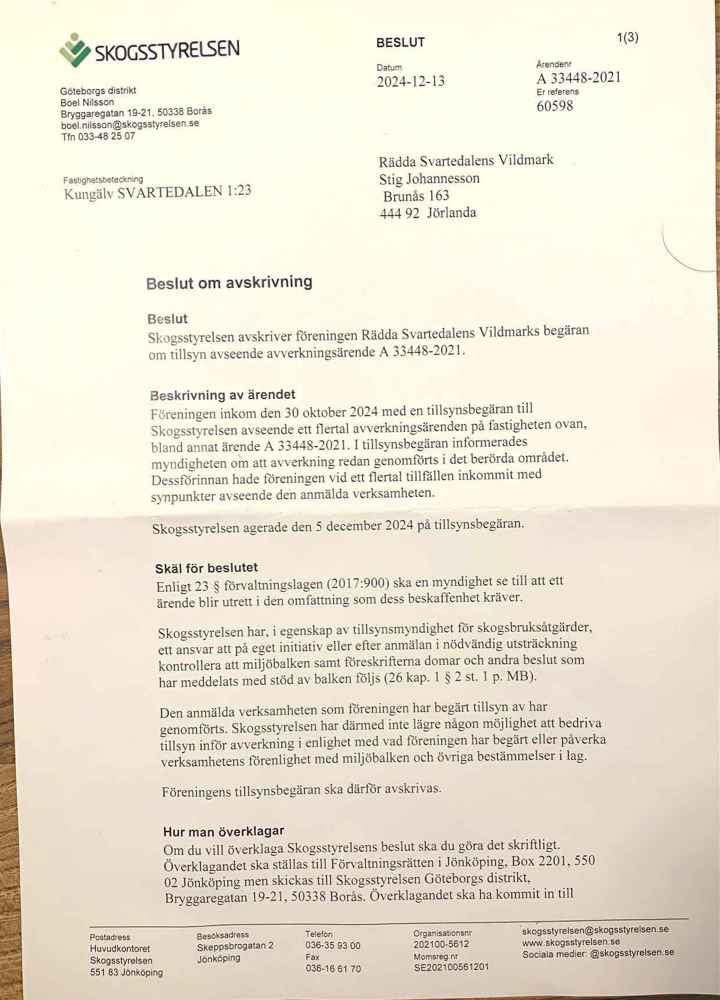 SKOGSSTYRELSEN
BESLUT
1(3)
Datum
2024-12-13
Ärendenr
A 33448-2021
Er referens
60598
Göteborgs distrikt
Boel Nilsson
Bryggaregatan 19-21, 50338 Borås
boel.nilsson@skogsstyrelsen.se
Tfn 033-48 25 07
Fastighetsbeteckning
Kungälv SVARTEDALEN 1:23
Rädda Svartedalens Vildmark
Stig Johannesson
Brunås 163
444 92 Jörlanda
Beslut om avskrivning
Beslut
Skogsstyrelsen avskriver föreningen Rädda Svartedalens Vildmarks begäran
om tillsyn avseende avverkningsärende A 33448-2021.
Beskrivning av ärendet
Föreningen inkom den 30 oktober 2024 med en tillsynsbegäran till
Skogsstyrelsen avseende ett flertal avverkningsärenden på fastigheten ovan,
bland annat ärende A 33448-2021. I tillsynsbegäran informerades
myndigheten om att avverkning redan genomförts i det berörda området.
Dessförinnan hade föreningen vid ett flertal tillfällen inkommit med
synpunkter avseende den anmälda verksamheten.
Skogsstyrelsen agerade den 5 december 2024 på tillsynsbegäran.
Skäl för beslutet
Enligt 23 § förvaltningslagen (2017:900) ska en myndighet se till att ett
ärende blir utrett i den omfattning som dess beskaffenhet kräver.
Skogsstyrelsen har, i egenskap av tillsynsmyndighet för skogsbruksåtgärder,
ett ansvar att på eget initiativ eller efter anmälan i nödvändig utsträckning
kontrollera att miljöbalken samt föreskrifterna domar och andra beslut som
har meddelats med stöd av balken följs (26 kap. 1 § 2 st. 1 p. MB).
Den anmälda verksamheten som föreningen har begärt tillsyn av har
genomförts. Skogsstyrelsen har därmed inte lägre någon möjlighet att bedriva
tillsyn inför avverkning i enlighet med vad föreningen har begärt eller påverka
verksamhetens förenlighet med miljöbalken och övriga bestämmelser i lag.
Föreningens tillsynsbegäran ska därför avskrivas.
Hur man överklagar
Om du vill överklaga Skogsstyrelsens beslut ska du göra det skriftligt.
Överklagandet ska ställas till Förvaltningsrätten i Jönköping, Box 2201, 550
02 Jönköping men skickas till Skogsstyrelsen Göteborgs distrikt,
Bryggaregatan 19-21, 50338 Borås. Överklagandet ska ha kommit in till
Postadress
Huvudkontoret
Skogsstyrelsen
551 83 Jönköping
Besöksadress
Skeppsbrogatan 2
Jönköping
Telefon
036-35 93 00
Fax
036-16 61 70
Organisationsnr
202100-5612
Momsreg.nr
SE202100561201
skogsstyrelsen@skogsstyrelsen.se
www.skogsstyrelsen.se
Sociala medier: @skogsstyrelsen.se